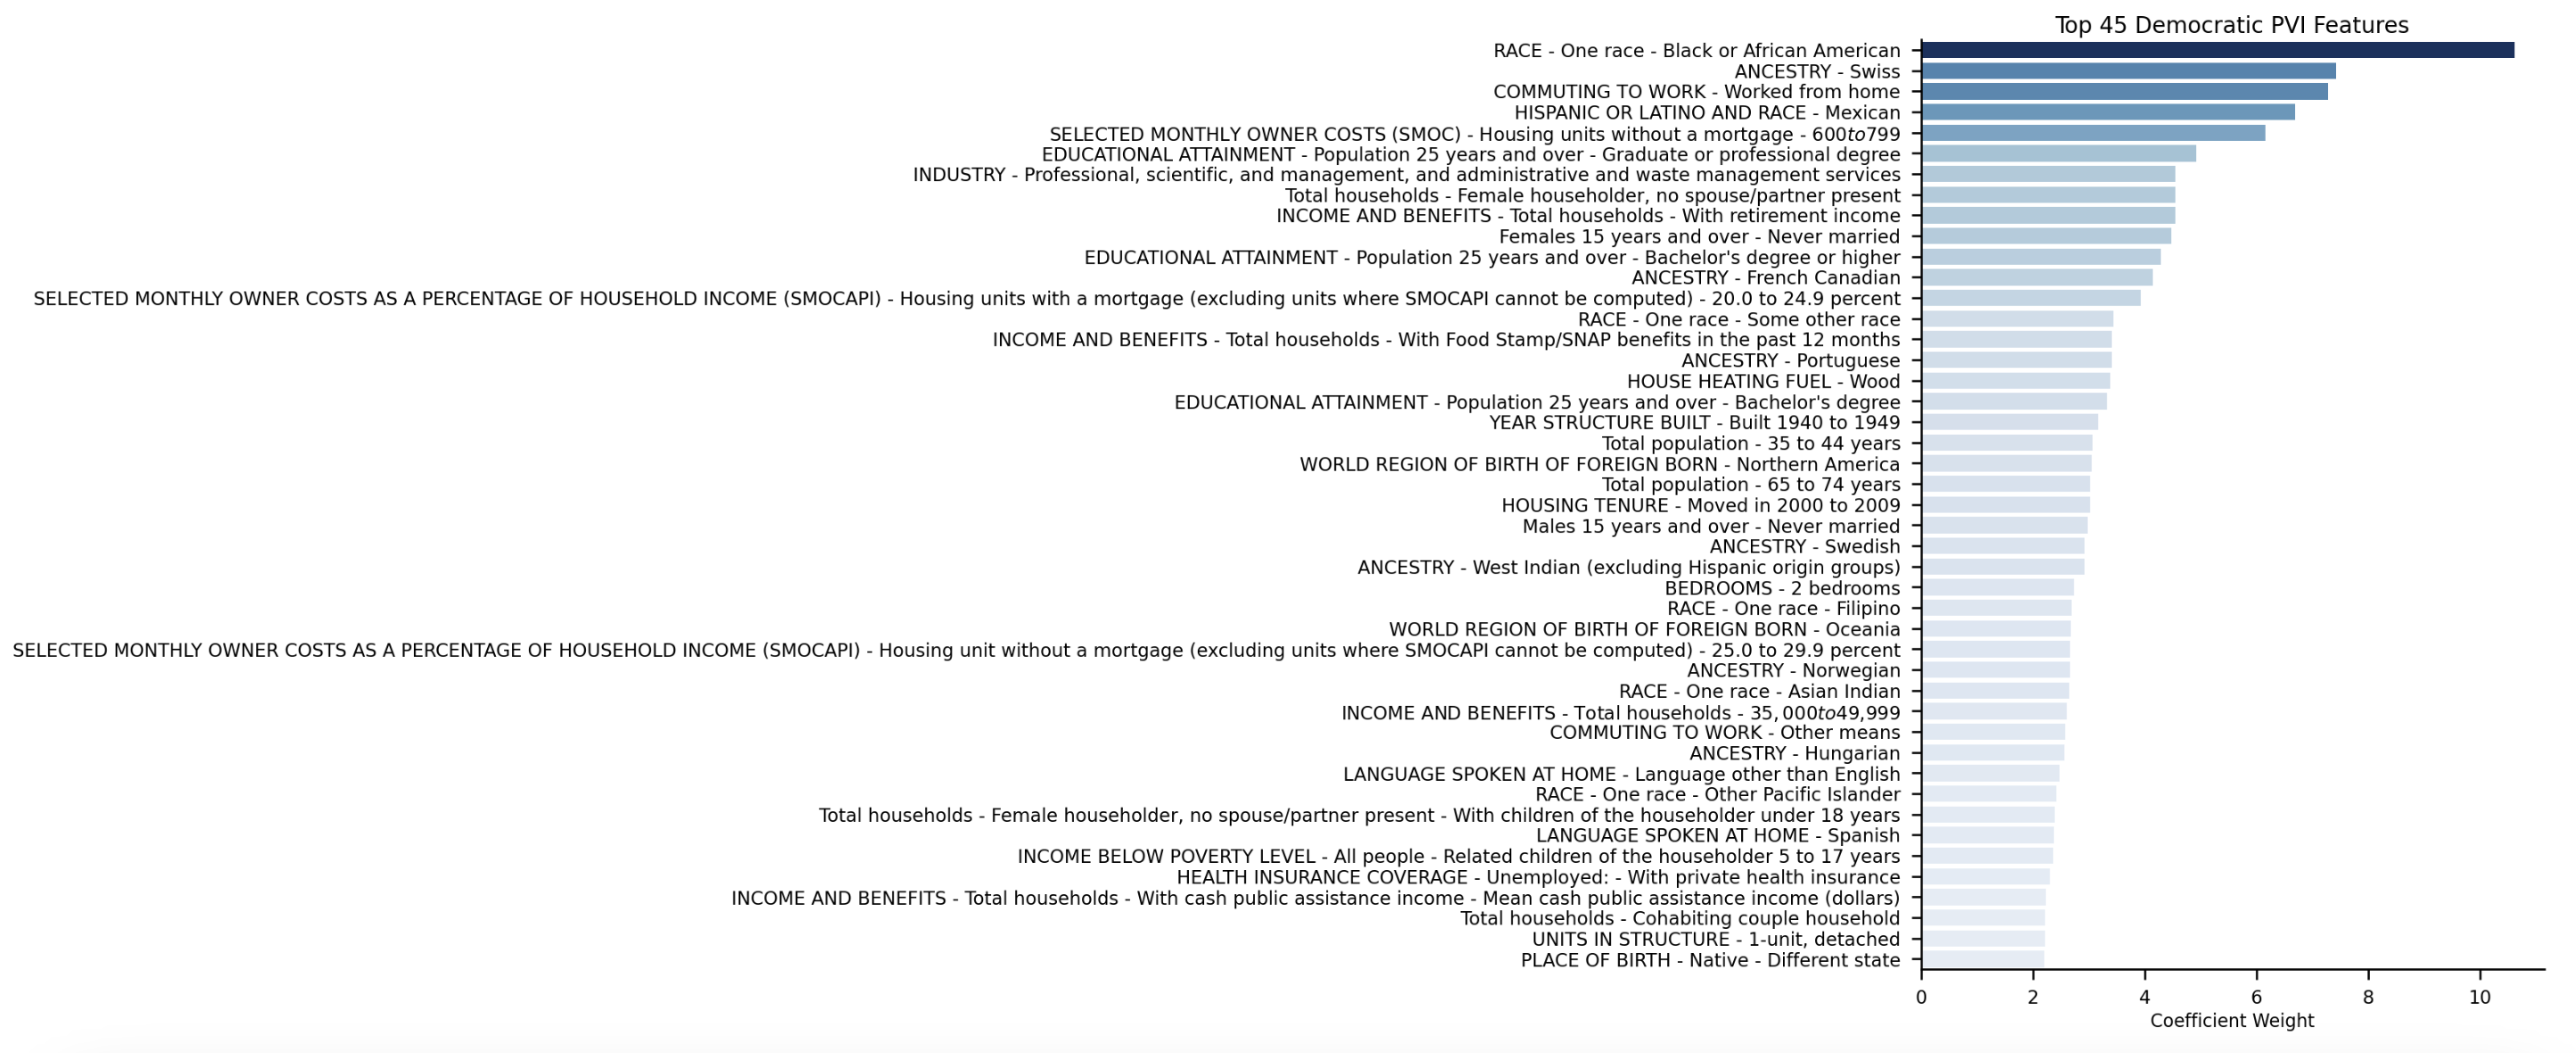 Top 45 Democratic PVI Features
RACE - One race - Black or African American
ANCESTRY - Swiss
COMMUTING TO WORK - Worked from home
HISPANIC OR LATINO AND RACE - Mexican
SELECTED MONTHLY OWNER COSTS (SMOC) - Housing units without a mortgage - 600to799
EDUCATIONAL ATTAINMENT - Population 25 years and over - Graduate or professional degree
INDUSTRY - Professional, scientific, and management, and administrative and waste management services
Total households - Female householder, no spouse/partner present
INCOME AND BENEFITS - Total households - With retirement income
Females 15 years and over - Never married
EDUCATIONAL ATTAINMENT - Population 25 years and over - Bachelor's degree or higher
ANCESTRY - French Canadian
SELECTED MONTHLY OWNER COSTS AS A PERCENTAGE OF HOUSEHOLD INCOME (SMOCAPI) - Housing units with a mortgage (excluding units where SMOCAPI cannot be computed) - 20.0 to 24.9 percent
RACE - One race - Some other race
INCOME AND BENEFITS - Total households - With Food Stamp/SNAP benefits in the past 12 months
ANCESTRY - Portuguese
HOUSE HEATING FUEL - Wood
EDUCATIONAL ATTAINMENT - Population 25 years and over - Bachelor's degree
YEAR STRUCTURE BUILT - Built 1940 to 1949
Total population - 35 to 44 years
WORLD REGION OF BIRTH OF FOREIGN BORN - Northern America
Total population - 65 to 74 years
HOUSING TENURE - Moved in 2000 to 2009
Males 15 years and over - Never married
ANCESTRY - Swedish
ANCESTRY - West Indian (excluding Hispanic origin groups)
BEDROOMS - 2 bedrooms
RACE - One race - Filipino
WORLD REGION OF BIRTH OF FOREIGN BORN - Oceania
SELECTED MONTHLY OWNER COSTS AS A PERCENTAGE OF HOUSEHOLD INCOME (SMOCAPI) - Housing unit without a mortgage (excluding units where SMOCAPI cannot be computed) - 25.0 to 29.9 percent
ANCESTRY - Norwegian
RACE - One race - Asian Indian
INCOME AND BENEFITS - Total households - 35,000to49,999
COMMUTING TO WORK - Other means
ANCESTRY - Hungarian
LANGUAGE SPOKEN AT HOME - Language other than English
RACE - One race - Other Pacific Islander
Total households - Female householder, no spouse/partner present - With children of the householder under 18 years
LANGUAGE SPOKEN AT HOME - Spanish
INCOME BELOW POVERTY LEVEL - All people - Related children of the householder 5 to 17 years
HEALTH INSURANCE COVERAGE - Unemployed: - With private health insurance
INCOME AND BENEFITS - Total households - With cash public assistance income - Mean cash public assistance income (dollars)
Total households - Cohabiting couple household
UNITS IN STRUCTURE - 1-unit, detached
PLACE OF BIRTH - Native - Different state
0 2 4 6 8 10
Coefficient Weight